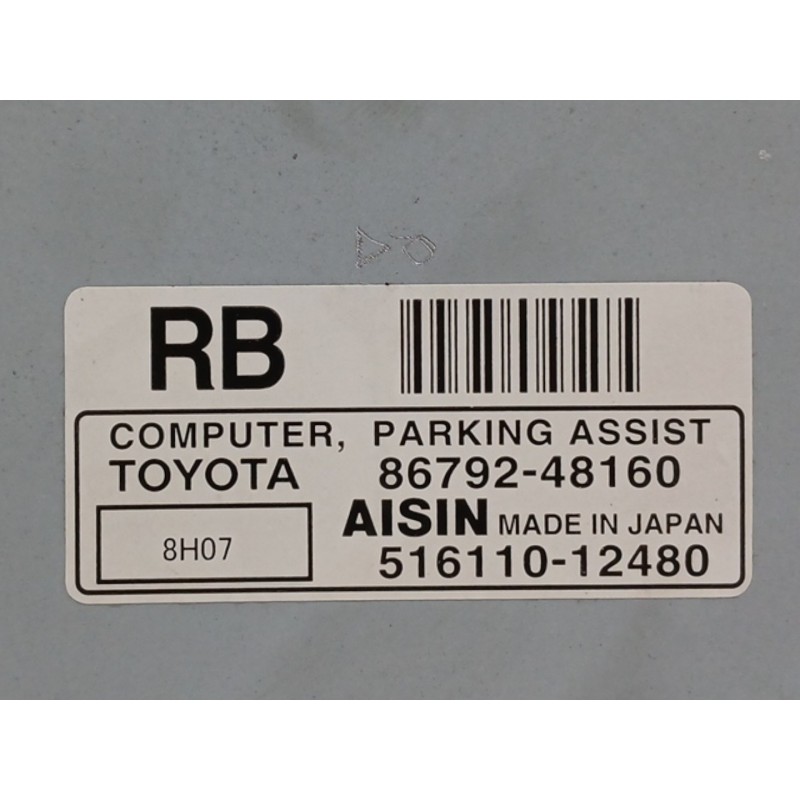 RB
COMPUTER, PARKING ASSIST
TOYOTA 86792-48160
8H07
AISIN MADE IN JAPAN
516110-12480